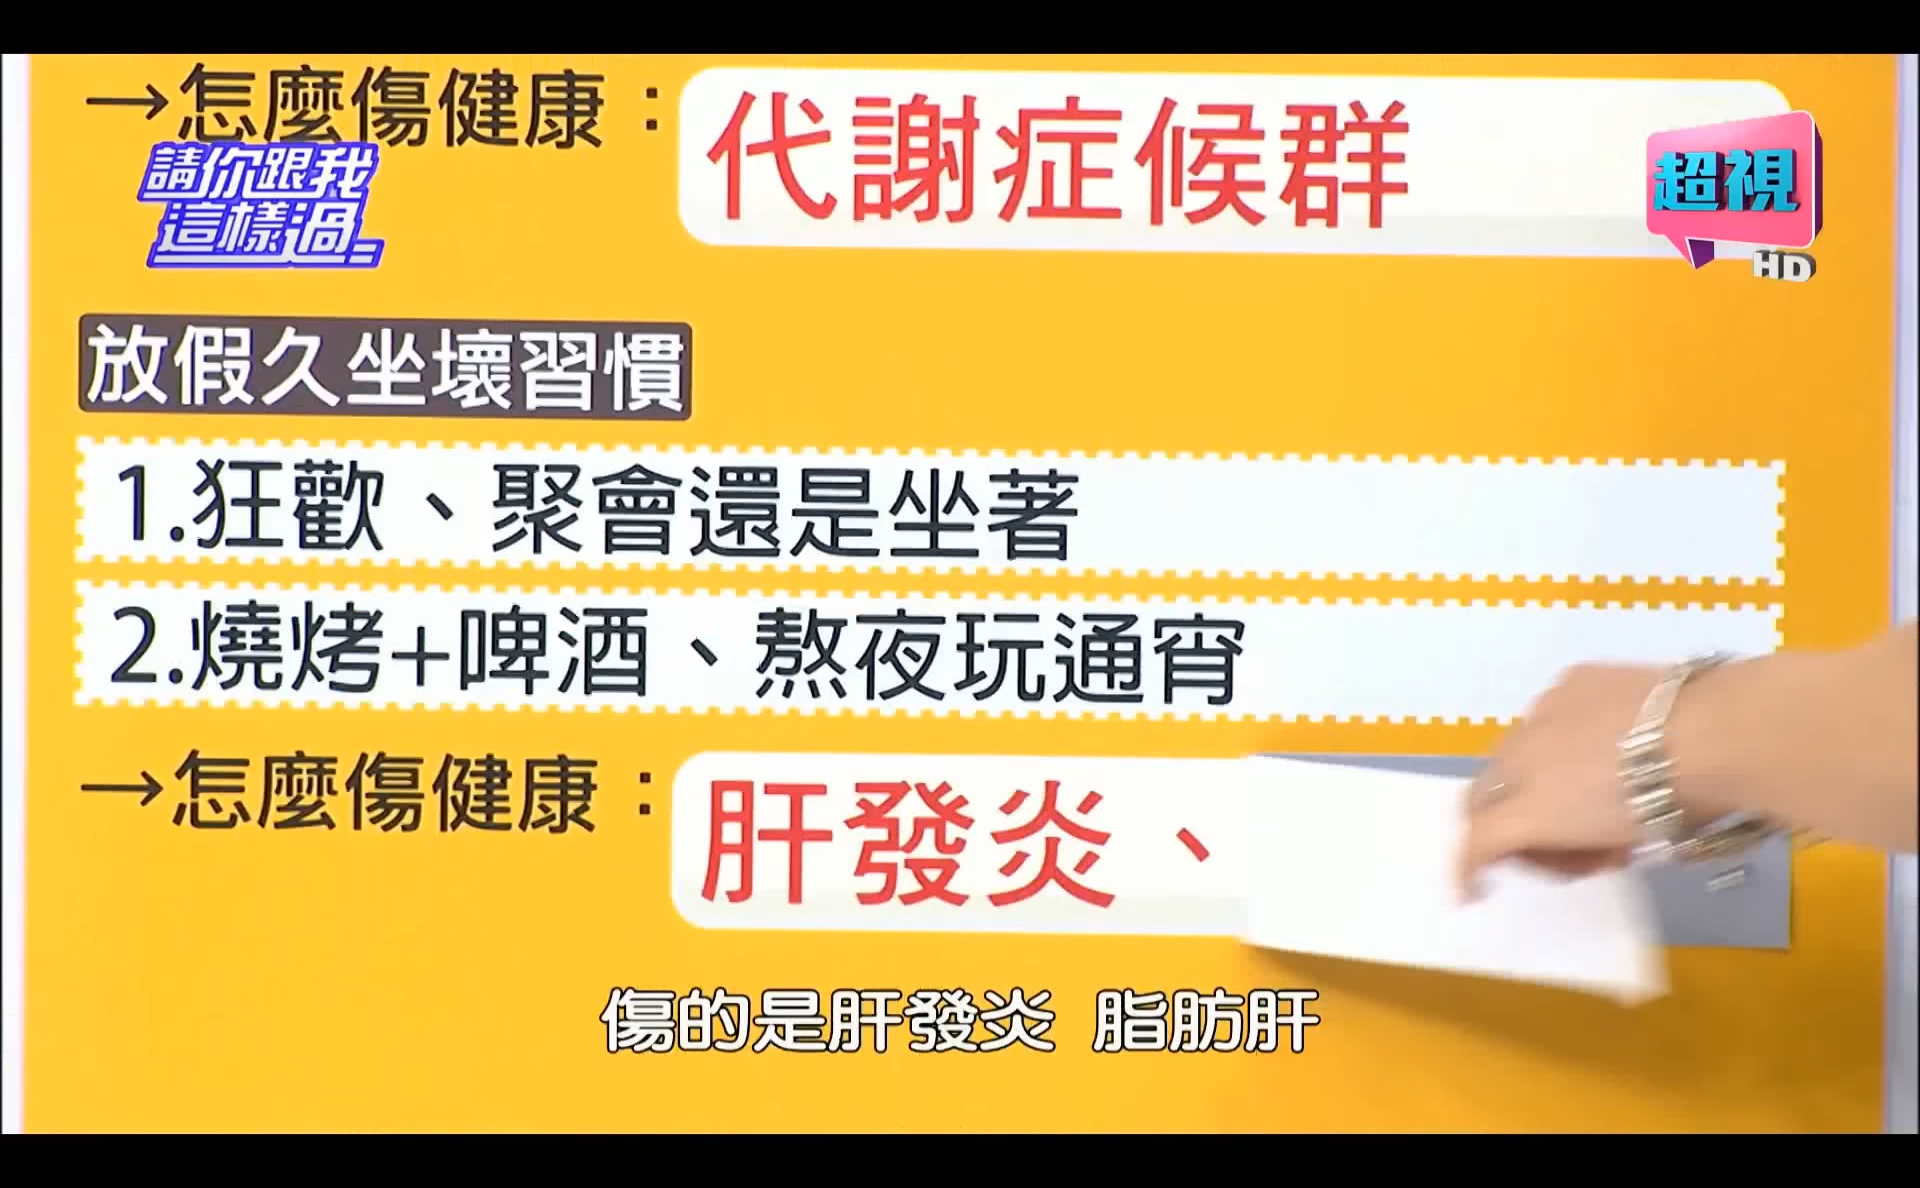 →怎麼傷健康：代謝症候群
請你跟我
這樣過
超視
HD
放假久坐壞習慣
1.狂歡、聚會還是坐著
2.燒烤+啤酒、熬夜玩通宵
→怎麼傷健康：肝發炎、
傷的是肝發炎 脂肪肝